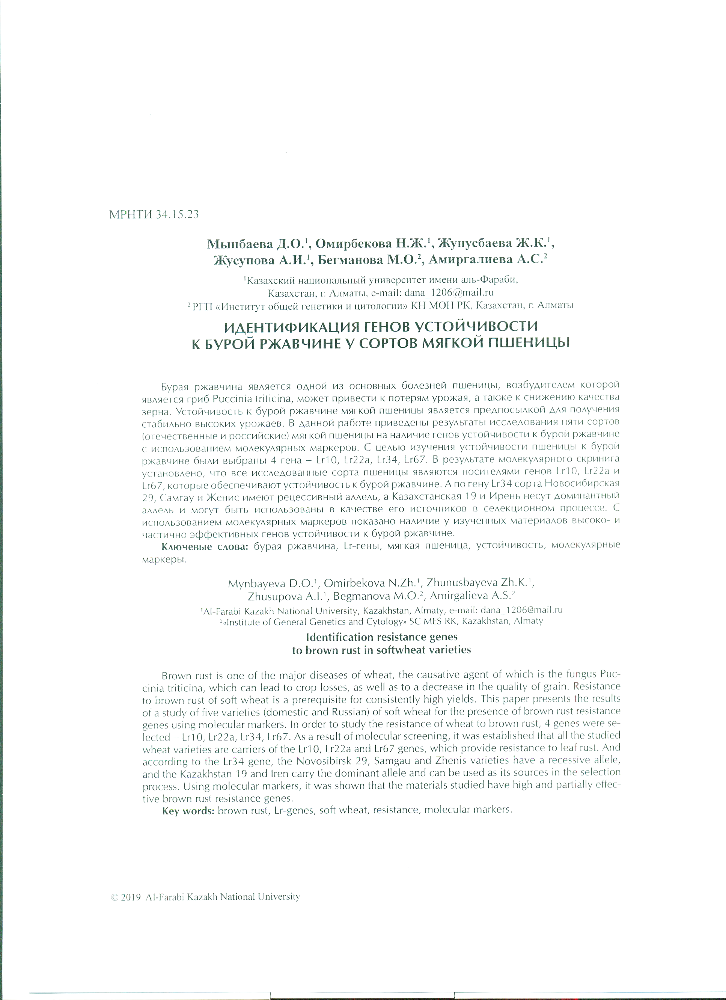 МРНТИ 34.15.23
Мынбаева Д.О.¹, Омирбекова Н.Ж.¹, Жунусбаева Ж.К.¹,
Жусупова А.И.¹, Бегманова М.О.², Амиргалиева А.С.²
¹Казахский национальный университет имени аль-Фараби,
Казахстан, г. Алматы, e-mail: dana_1206@mail.ru
² РГП «Институт общей генетики и цитологии» КН МОН РК, Казахстан, г. Алматы
ИДЕНТИФИКАЦИЯ ГЕНОВ УСТОЙЧИВОСТИ
К БУРОЙ РЖАВЧИНЕ У СОРТОВ МЯГКОЙ ПШЕНИЦЫ
Бурая ржавчина является одной из основных болезней пшеницы, возбудителем которой
является гриб Puccinia triticina, может привести к потерям урожая, а также к снижению качества
зерна. Устойчивость к бурой ржавчине мягкой пшеницы является предпосылкой для получения
стабильно высоких урожаев. В данной работе приведены результаты исследования пяти сортов
(отечественные и российские) мягкой пшеницы на наличие генов устойчивости к бурой ржавчине
с использованием молекулярных маркеров. С целью изучения устойчивости пшеницы к бурой
ржавчине были выбраны 4 гена – Lr10, Lr22a, Lr34, Lr67. В результате молекулярного скринига
установлено, что все исследованные сорта пшеницы являются носителями генов Lr10, Lr22a и
Lr67, которые обеспечивают устойчивость к бурой ржавчине. А по гену Lr34 сорта Новосибирская
29, Самгау и Женис имеют рецессивный аллель, а Казахстанская 19 и Ирень несут доминантный
аллель и могут быть использованы в качестве его источников в селекционном процессе. С
использованием молекулярных маркеров показано наличие у изученных материалов высоко- и
частично эффективных генов устойчивости к бурой ржавчине.
Ключевые слова: бурая ржавчина, Lr-гены, мягкая пшеница, устойчивость, молекулярные
маркеры.
Mynbayeva D.O.¹, Omirbekova N.Zh.¹, Zhunusbayeva Zh.K.¹,
Zhusupova A.I.¹, Begmanova M.O.², Amirgalieva A.S.²
¹Al-Farabi Kazakh National University, Kazakhstan, Almaty, e-mail: dana_1206@mail.ru
²«Institute of General Genetics and Cytology» SC MES RK, Kazakhstan, Almaty
Identification resistance genes
to brown rust in softwheat varieties
Brown rust is one of the major diseases of wheat, the causative agent of which is the fungus Puc-
cinia triticina, which can lead to crop losses, as well as to a decrease in the quality of grain. Resistance
to brown rust of soft wheat is a prerequisite for consistently high yields. This paper presents the results
of a study of five varieties (domestic and Russian) of soft wheat for the presence of brown rust resistance
genes using molecular markers. In order to study the resistance of wheat to brown rust, 4 genes were se-
lected – Lr10, Lr22a, Lr34, Lr67. As a result of molecular screening, it was established that all the studied
wheat varieties are carriers of the Lr10, Lr22a and Lr67 genes, which provide resistance to leaf rust. And
according to the Lr34 gene, the Novosibirsk 29, Samgau and Zhenis varieties have a recessive allele,
and the Kazakhstan 19 and Iren carry the dominant allele and can be used as its sources in the selection
process. Using molecular markers, it was shown that the materials studied have high and partially effec-
tive brown rust resistance genes.
Key words: brown rust, Lr-genes, soft wheat, resistance, molecular markers.
© 2019 Al-Farabi Kazakh National University